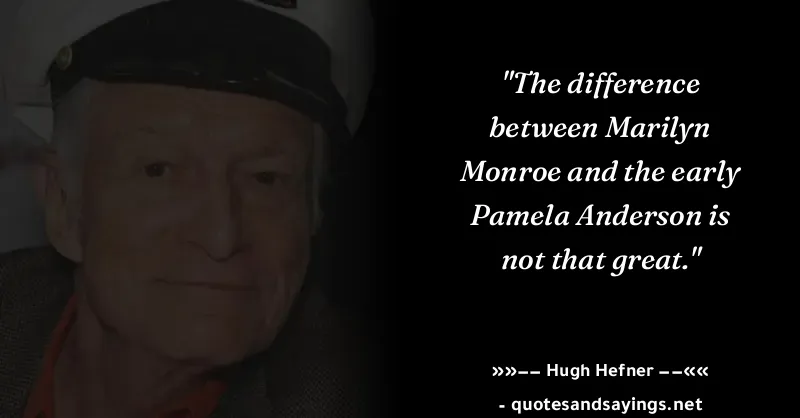 "The difference
between Marilyn
Monroe and the early
Pamela Anderson is
not that great."
»»–– Hugh Hefner ––««
- quotesandsayings.net